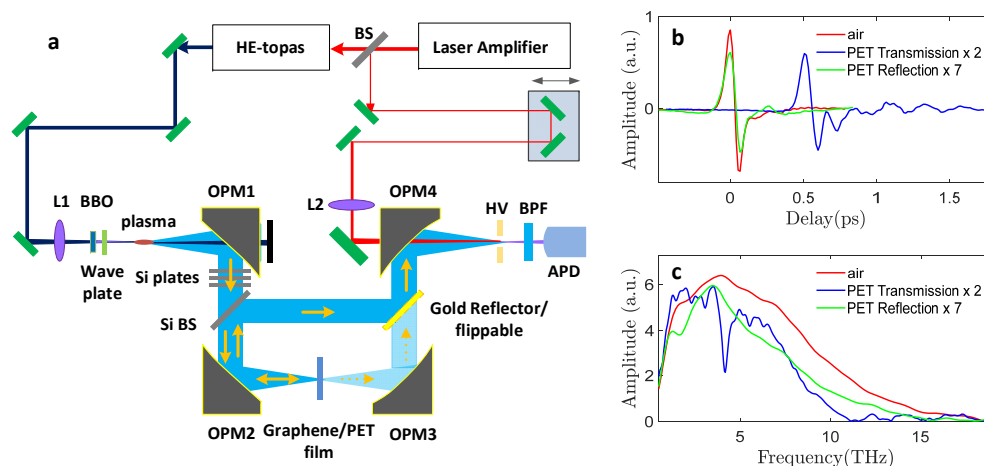 a
HE-topas
BS
Laser Amplifier
L1
BBO
plasma
Wave
plate
OPM1
Si plates
Si BS
OPM2
Graphene/PET
film
OPM3
L2
OPM4
HV
BPF
APD
Gold Reflector/
flippable
b
air
PET Transmission x 2
PET Reflection x 7
Amplitude (a.u.)
1
0
-0.5
0
0.5
1
1.5
Delay(ps)
c
air
PET Transmission x 2
PET Reflection x 7
Amplitude (a.u.)
6
4
2
0
5
10
15
Frequency(THz)